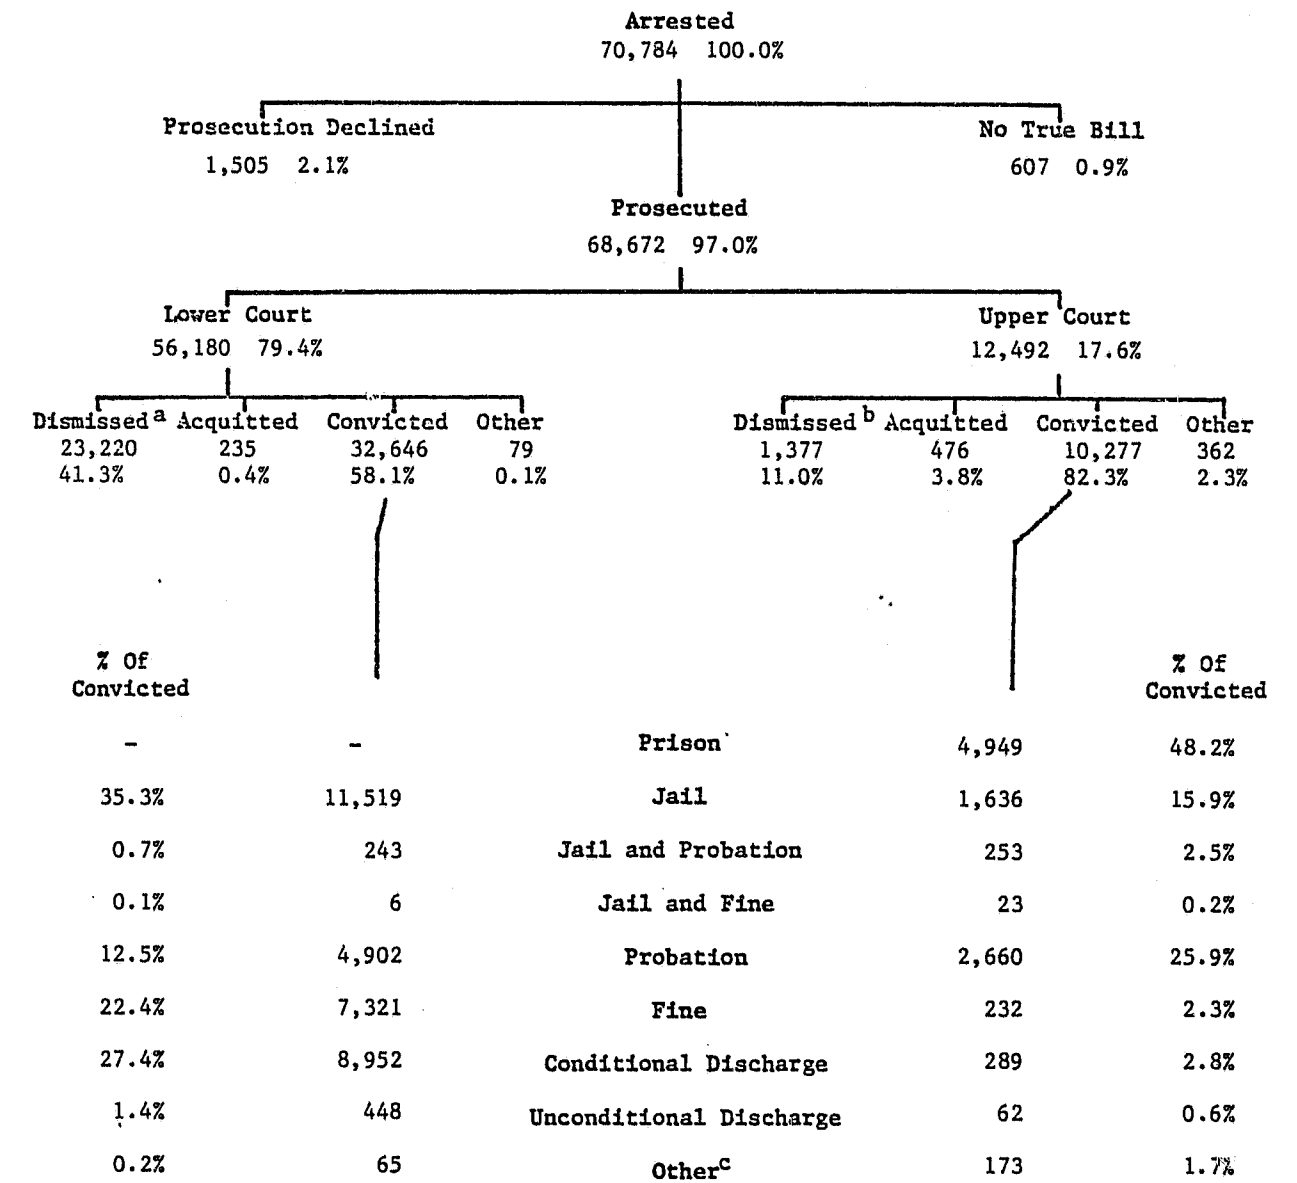 Arrested
70,784 100.0%
Prosecution Declined
1,505 2.1%
No True Bill
607 0.9%
Prosecuted
68,672 97.0%
Lower Court
56,180 79.4%
Upper Court
12,492 17.6%
Dismissed a Acquitted Convicted Other
23,220 235 32,646 79
41.3% 0.4% 58.1% 0.1%
Dismissed b Acquitted Convicted Other
1,377 476 10,277 362
11.0% 3.8% 82.3% 2.3%
% Of
Convicted
% Of
Convicted
- - Prison 4,949 48.2%
35.3% 11,519 Jail 1,636 15.9%
0.7% 243 Jail and Probation 253 2.5%
0.1% 6 Jail and Fine 23 0.2%
12.5% 4,902 Probation 2,660 25.9%
22.4% 7,321 Fine 232 2.3%
27.4% 8,952 Conditional Discharge 289 2.8%
1.4% 448 Unconditional Discharge 62 0.6%
0.2% 65 Other c 173 1.7%